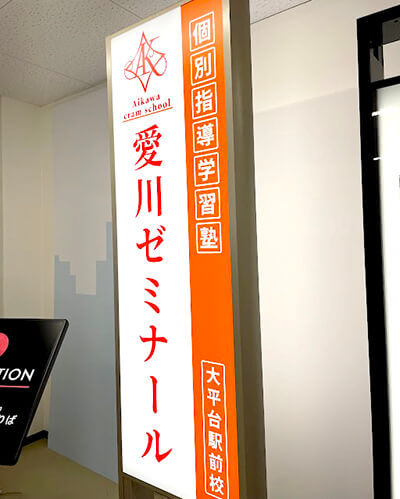 Aikawa
cram school
愛川ゼミナール
個別指導学習塾
大平台駅前校
TION